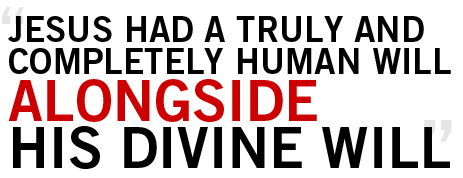 “JESUS HAD A TRULY AND
COMPLETELY HUMAN WILL
ALONGSIDE
HIS DIVINE WILL”